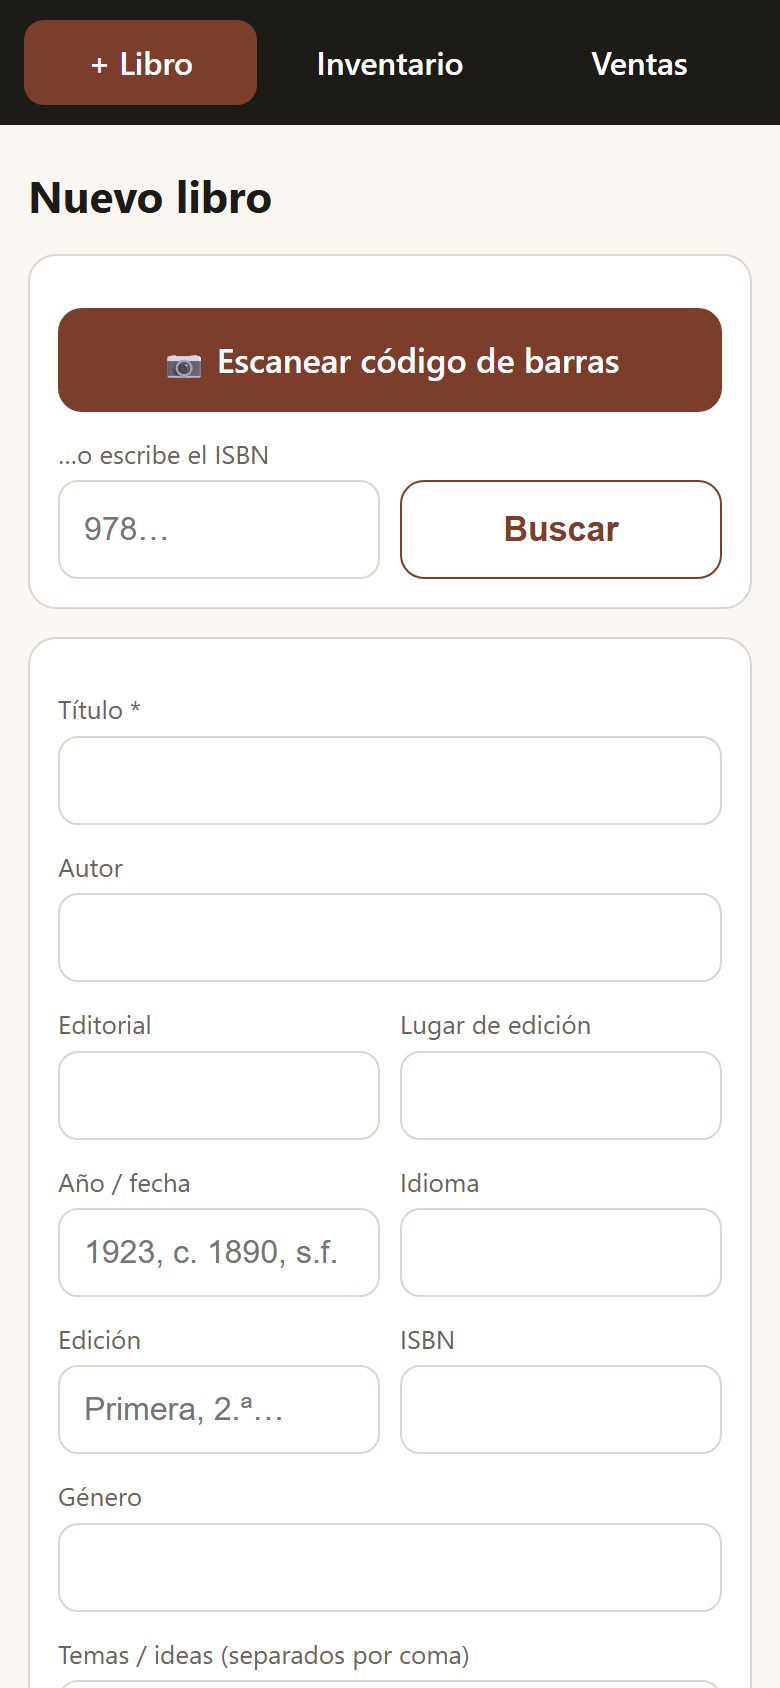 + Libro Inventario Ventas
Nuevo libro
Escanear código de barras
…o escribe el ISBN
978…
Buscar
Título *
Autor
Editorial Lugar de edición
Año / fecha Idioma
1923, c. 1890, s.f.
Edición ISBN
Primera, 2.ª…
Género
Temas / ideas (separados por coma)